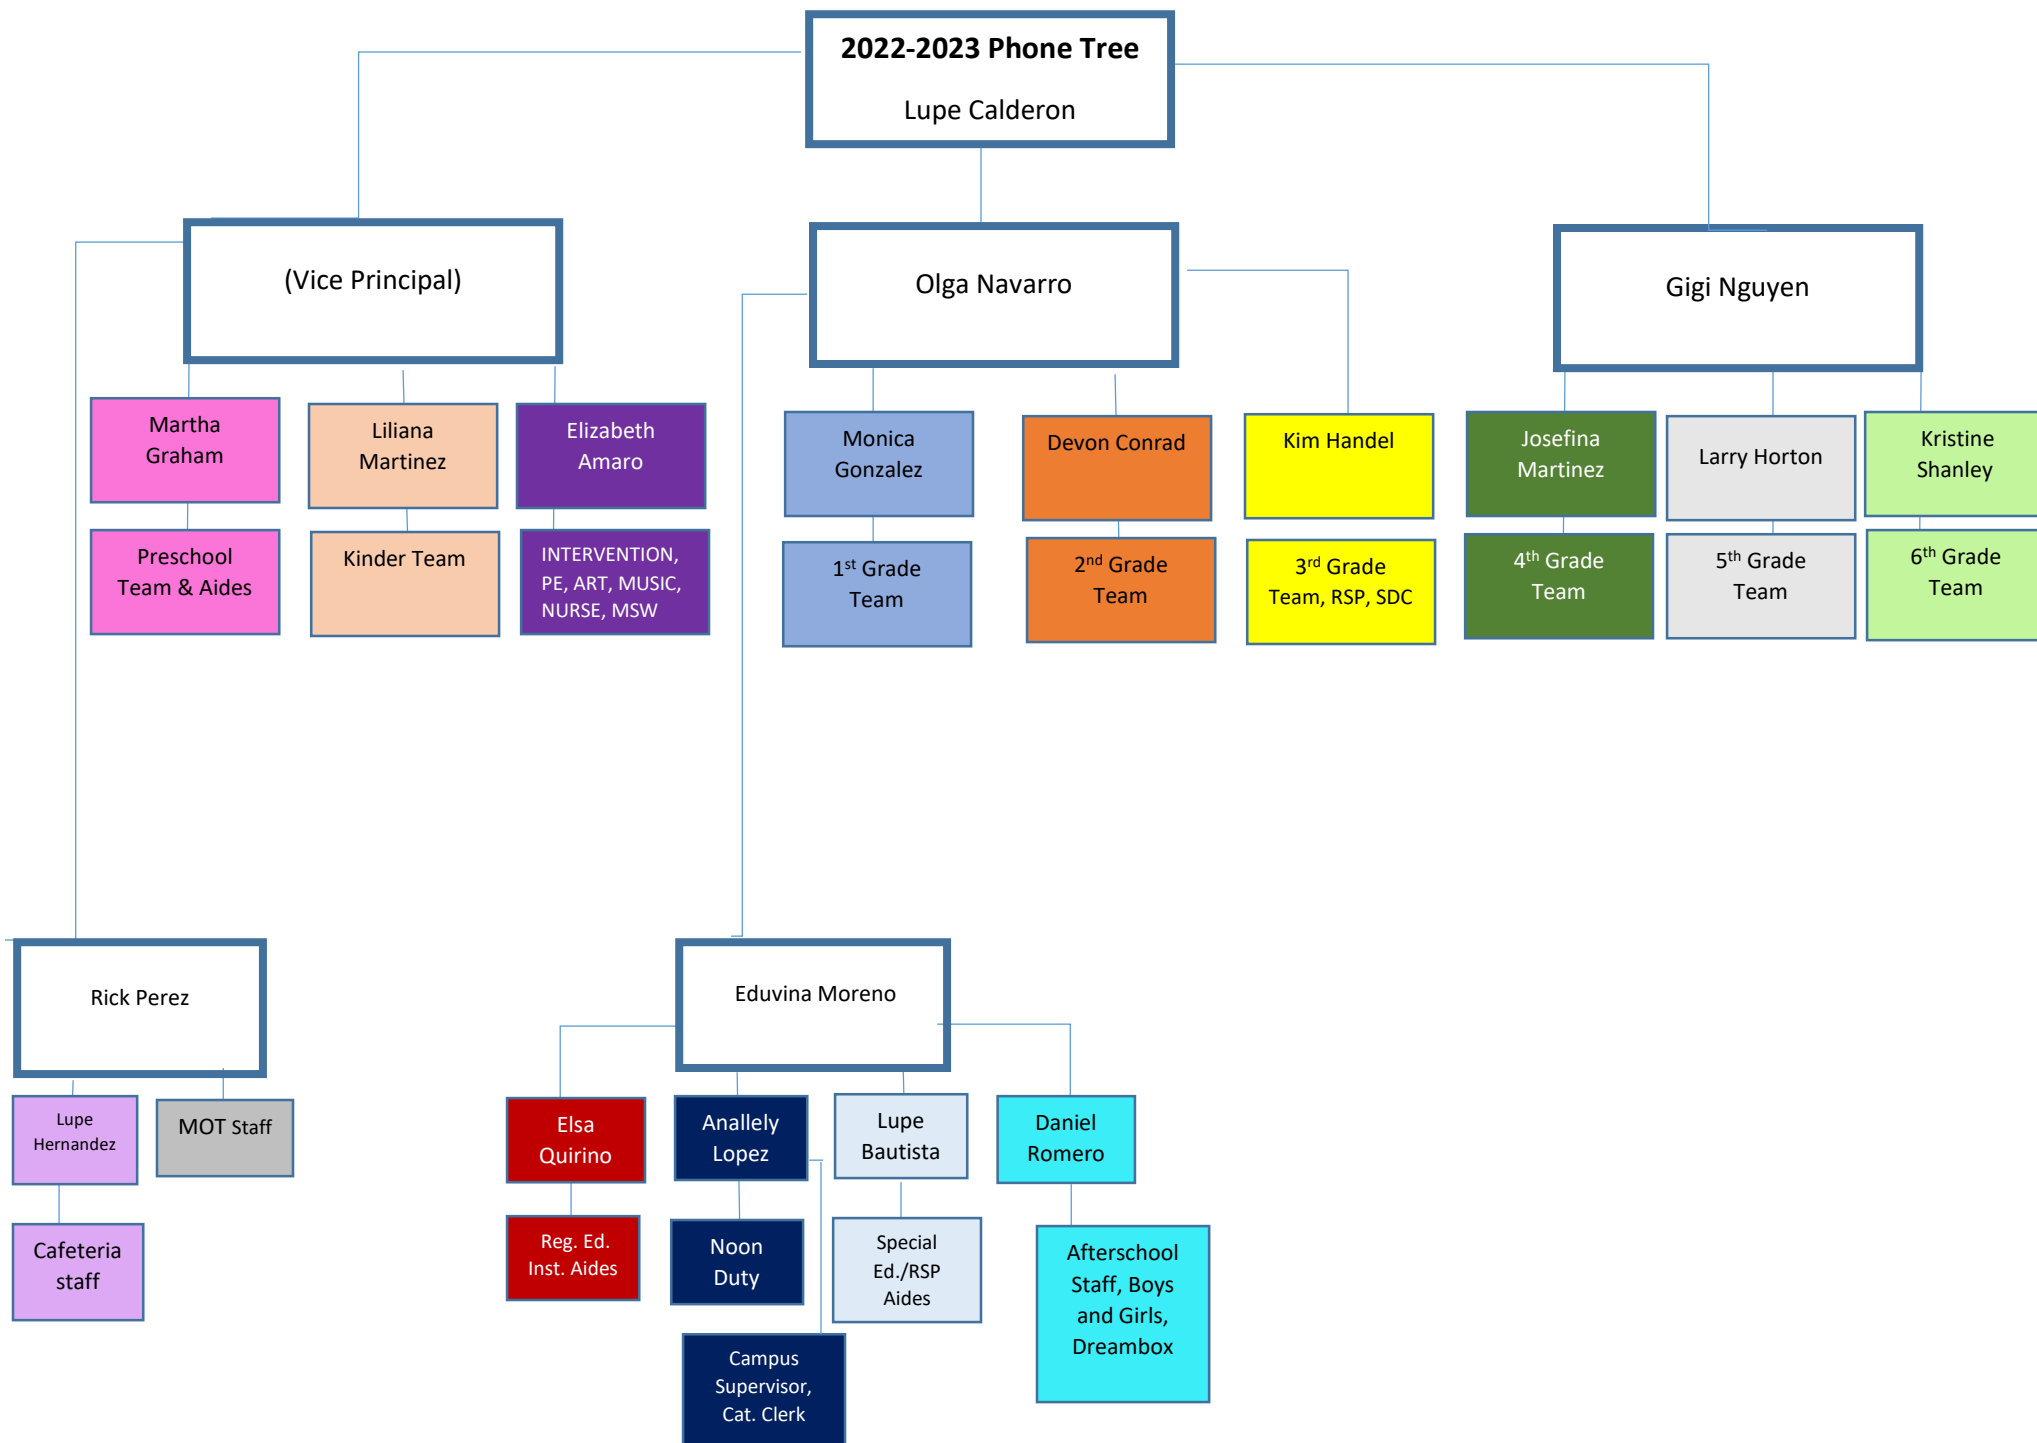 2022-2023 Phone Tree
Lupe Calderon
(Vice Principal)
Olga Navarro
Gigi Nguyen
Martha
Graham
Liliana
Martinez
Elizabeth
Amaro
Monica
Gonzalez
Devon Conrad
Kim Handel
Josefina
Martinez
Larry Horton
Kristine
Shanley
Preschool
Team & Aides
Kinder Team
INTERVENTION,
PE, ART, MUSIC,
NURSE, MSW
1st Grade
Team
2nd Grade
Team
3rd Grade
Team, RSP, SDC
4th Grade
Team
5th Grade
Team
6th Grade
Team
Rick Perez
Eduvina Moreno
Lupe
Hernandez
MOT Staff
Elsa
Quirino
Anallely
Lopez
Lupe
Bautista
Daniel
Romero
Cafeteria
staff
Reg. Ed.
Inst. Aides
Noon
Duty
Special
Ed./RSP
Aides
Afterschool
Staff, Boys
and Girls,
Dreambox
Campus
Supervisor,
Cat. Clerk